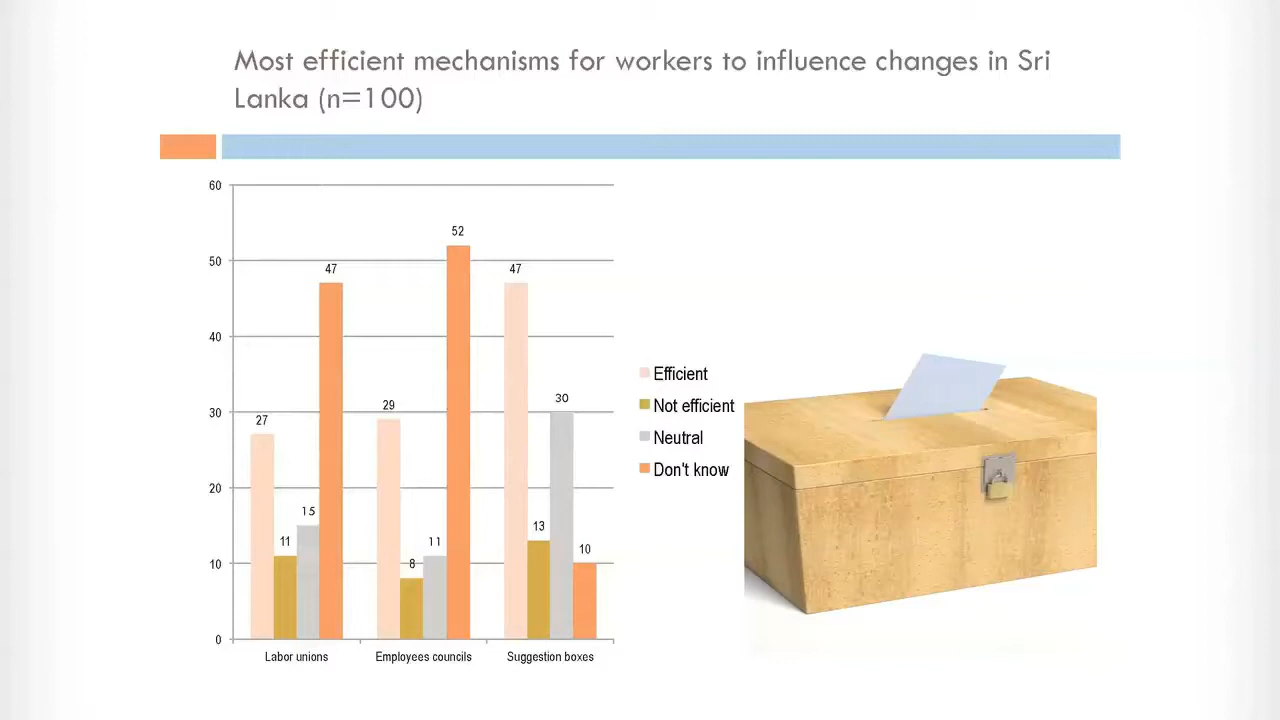 Most efficient mechanisms for workers to influence changes in Sri
Lanka (n=100)
60
50
40
30
20
10
0
27
11
15
47
29
8
11
52
47
13
30
10
Labor unions
Employees councils
Suggestion boxes
Efficient
Not efficient
Neutral
Don't know